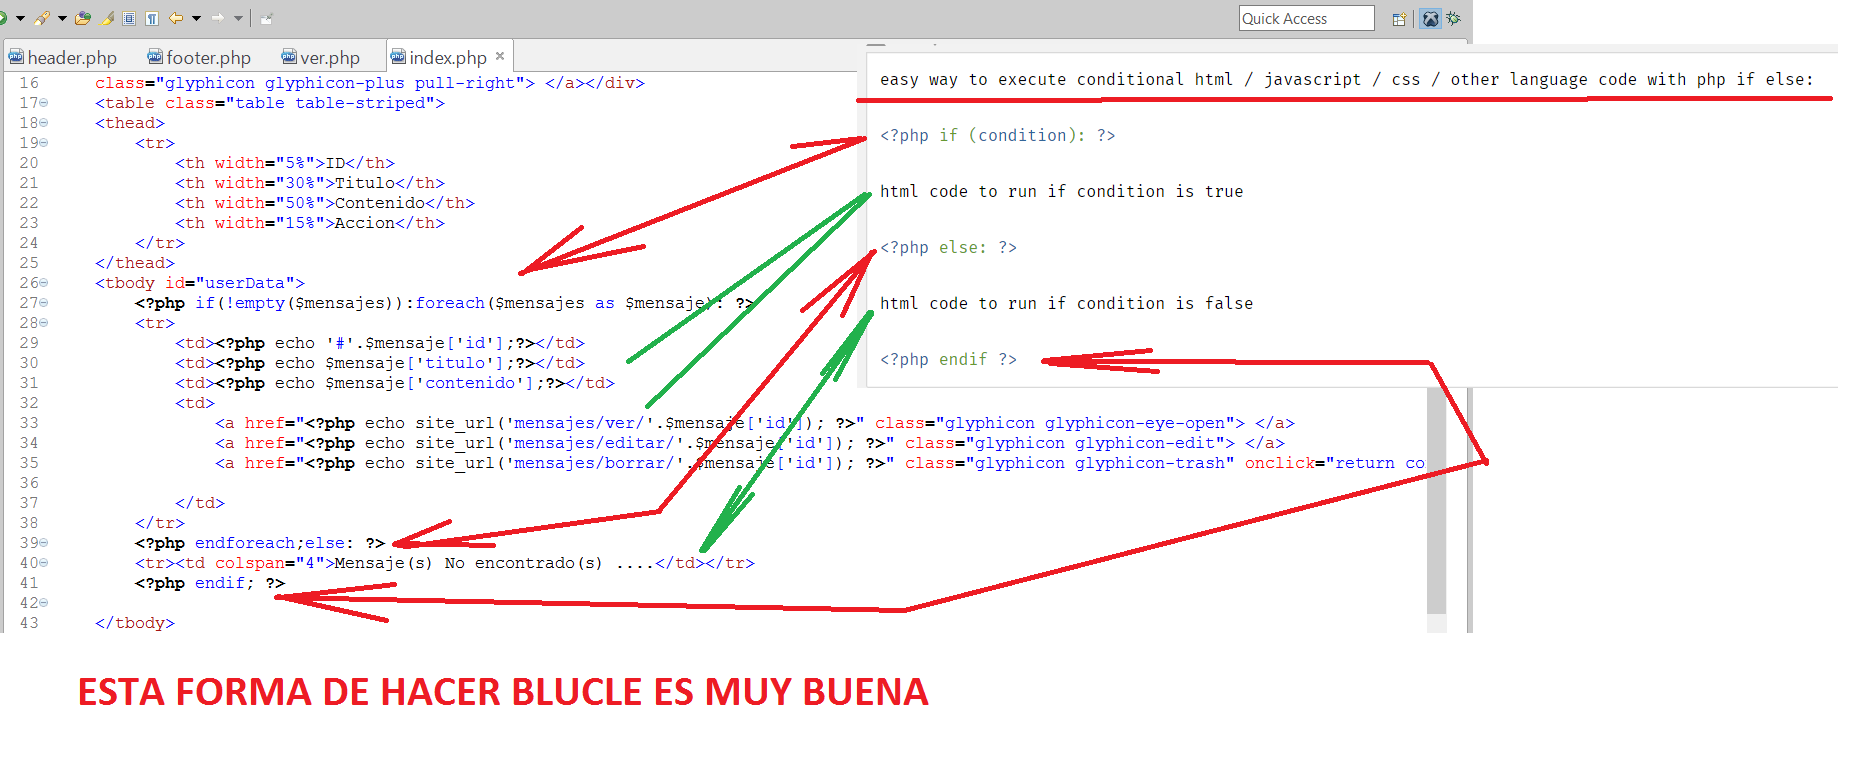 Quick Access
header.php footer.php ver.php index.php
16 class="glyphicon glyphicon-plus pull-right"> </a></div>
17 <table class="table table-striped">
18 <thead>
19 <tr>
20 <th width="5%">ID</th>
21 <th width="30%">Titulo</th>
22 <th width="50%">Contenido</th>
23 <th width="15%">Accion</th>
24 </tr>
25 </thead>
26 <tbody id="userData">
27 <?php if(!empty($mensajes)):foreach($mensajes as $mensaje): ?>
28 <tr>
29 <td><?php echo '#'.$mensaje['id'];?></td>
30 <td><?php echo $mensaje['titulo'];?></td>
31 <td><?php echo $mensaje['contenido'];?></td>
32 <td>
33 <a href="<?php echo site_url('mensajes/ver/'.$mensaje['id']); ?>" class="glyphicon glyphicon-eye-open"> </a>
34 <a href="<?php echo site_url('mensajes/editar/'.$mensaje['id']); ?>" class="glyphicon glyphicon-edit"> </a>
35 <a href="<?php echo site_url('mensajes/borrar/'.$mensaje['id']); ?>" class="glyphicon glyphicon-trash" onclick="return co
36
37 </td>
38 </tr>
39 <?php endforeach;else: ?>
40 <tr><td colspan="4">Mensaje(s) No encontrado(s) ....</td></tr>
41 <?php endif; ?>
42
43 </tbody>
easy way to execute conditional html / javascript / css / other language code with php if else:
<?php if (condition): ?>
html code to run if condition is true
<?php else: ?>
html code to run if condition is false
<?php endif ?>
ESTA FORMA DE HACER BLUCLE ES MUY BUENA